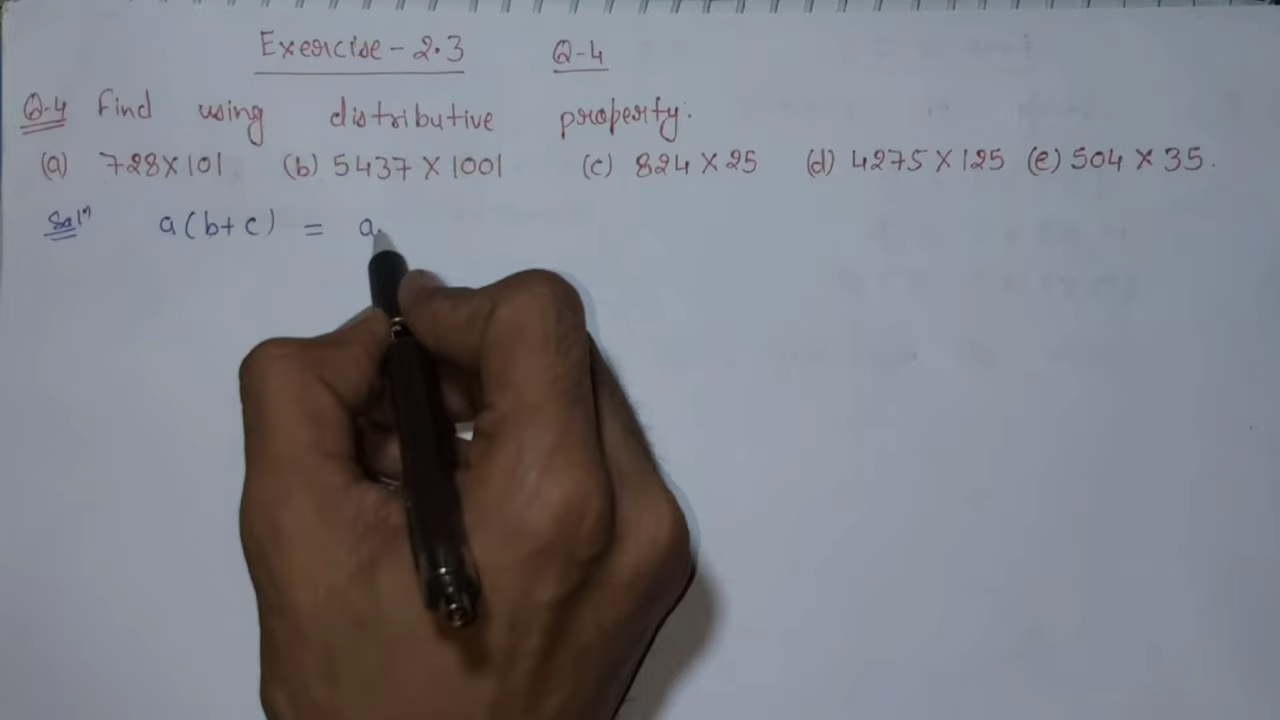 Exercise - 2.3 Q-4
Q-4 Find using distributive property.
(a) 728 X 101 (b) 5437 X 1001 (c) 824 X 25 (d) 4275 X 125 (e) 504 X 35.
Solⁿ a(b+c) = a